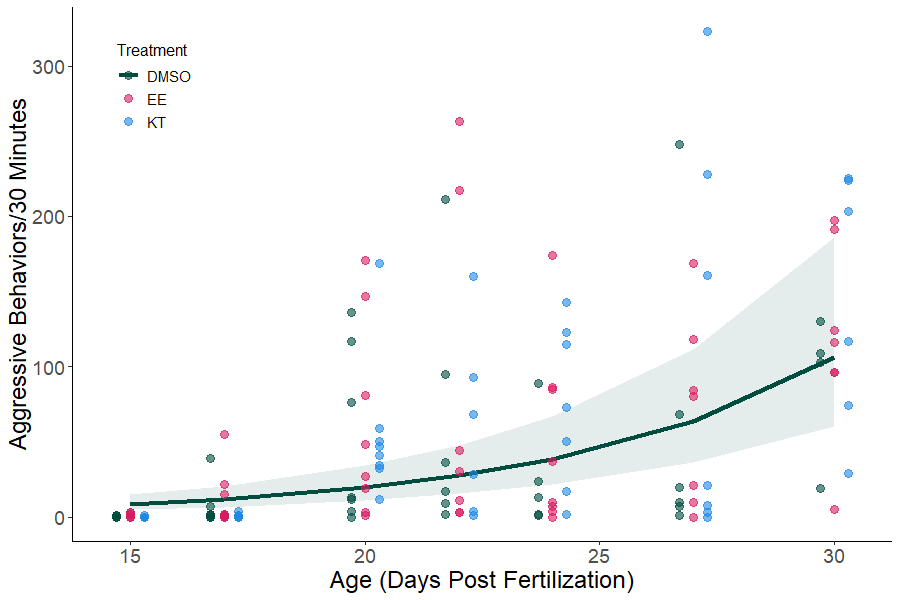 Aggressive Behaviors/30 Minutes
300
200
100
0
Treatment
DMSO
EE
KT
15
20
25
30
Age (Days Post Fertilization)